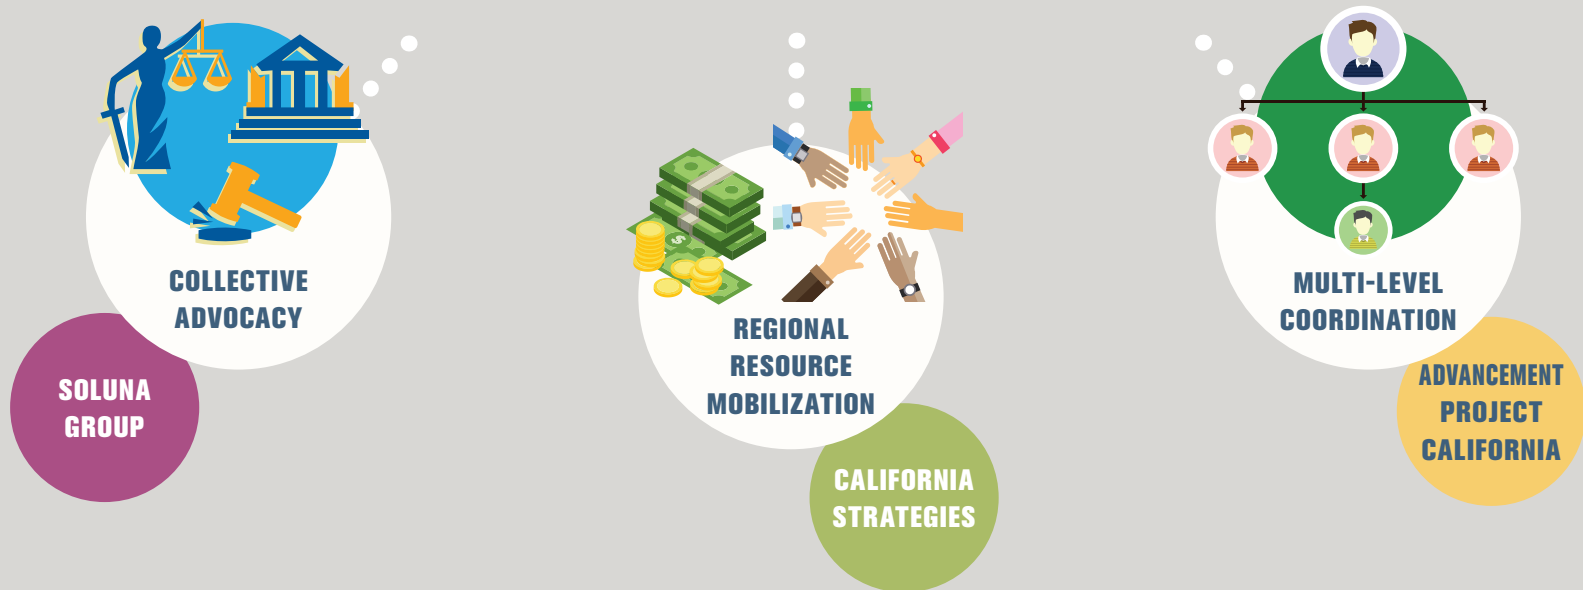 COLLECTIVE
ADVOCACY
SOLUNA
GROUP
REGIONAL
RESOURCE
MOBILIZATION
CALIFORNIA
STRATEGIES
MULTI-LEVEL
COORDINATION
ADVANCEMENT
PROJECT
CALIFORNIA